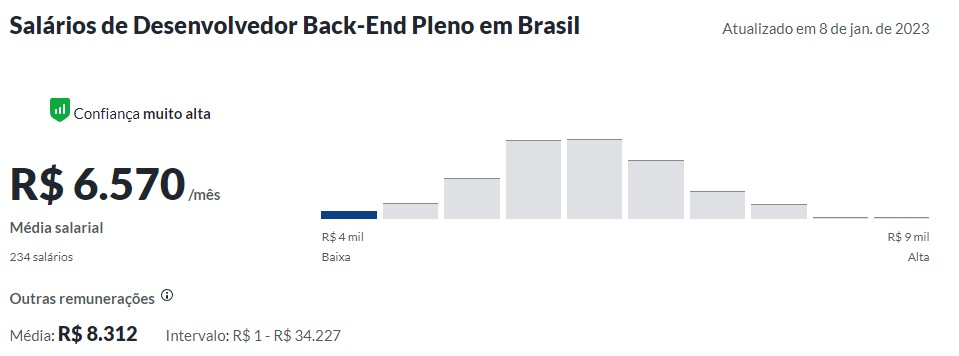 Salários de Desenvolvedor Back-End Pleno em Brasil
Atualizado em 8 de jan. de 2023
Confiança muito alta
R$ 6.570 /mês
Média salarial
234 salários
R$ 4 mil
R$ 9 mil
Baixa
Alta
Outras remunerações
Média: R$ 8.312 Intervalo: R$ 1 - R$ 34.227